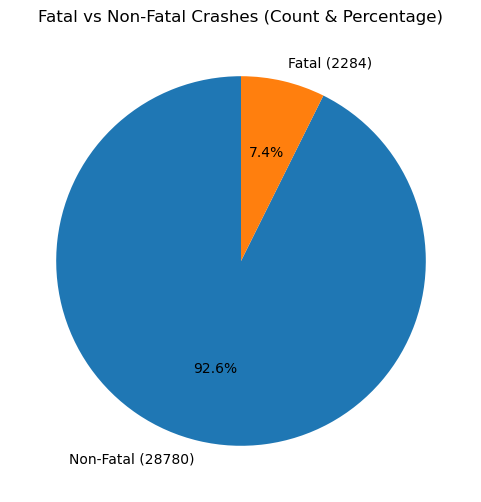 Fatal vs Non-Fatal Crashes (Count & Percentage)
Fatal (2284)
7.4%
92.6%
Non-Fatal (28780)